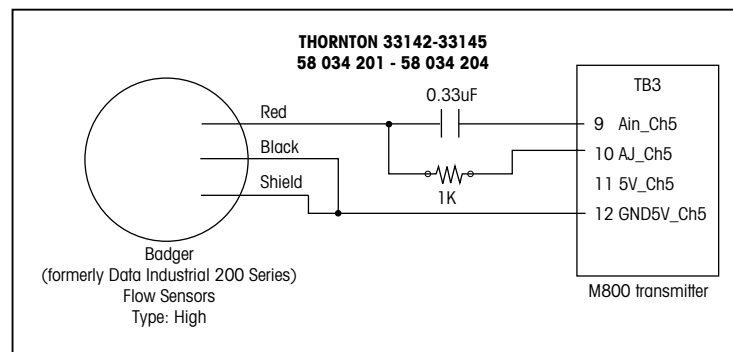 THORNTON 33142-33145
58 034 201 - 58 034 204
TB3
0.33uF
Red
9 Ain_Ch5
Black
10 AJ_Ch5
Shield
11 5V_Ch5
1K
12 GND5V_Ch5
Badger
(formerly Data Industrial 200 Series)
Flow Sensors
Type: High
M800 transmitter